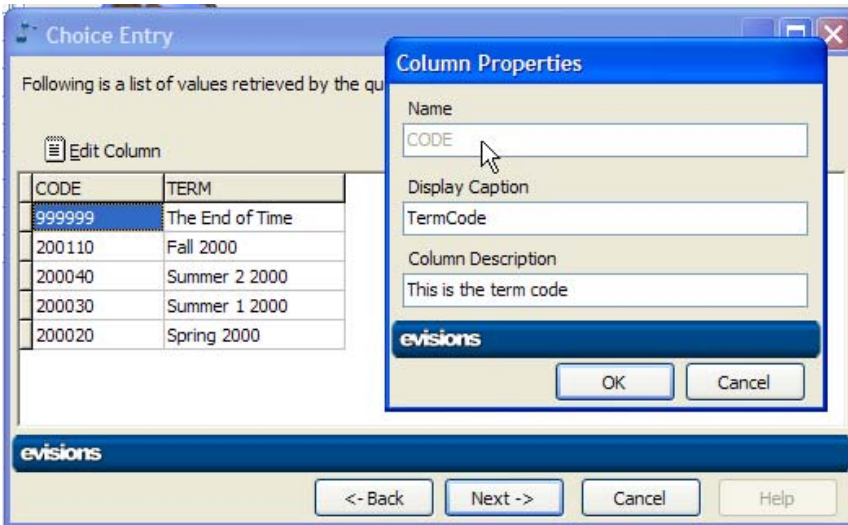 Choice Entry
Following is a list of values retrieved by the qu
Edit Column
CODE TERM
999999 The End of Time
200110 Fall 2000
200040 Summer 2 2000
200030 Summer 1 2000
200020 Spring 2000
evisions
<- Back Next -> Cancel Help
Column Properties
Name
CODE
Display Caption
TermCode
Column Description
This is the term code
evisions
OK Cancel